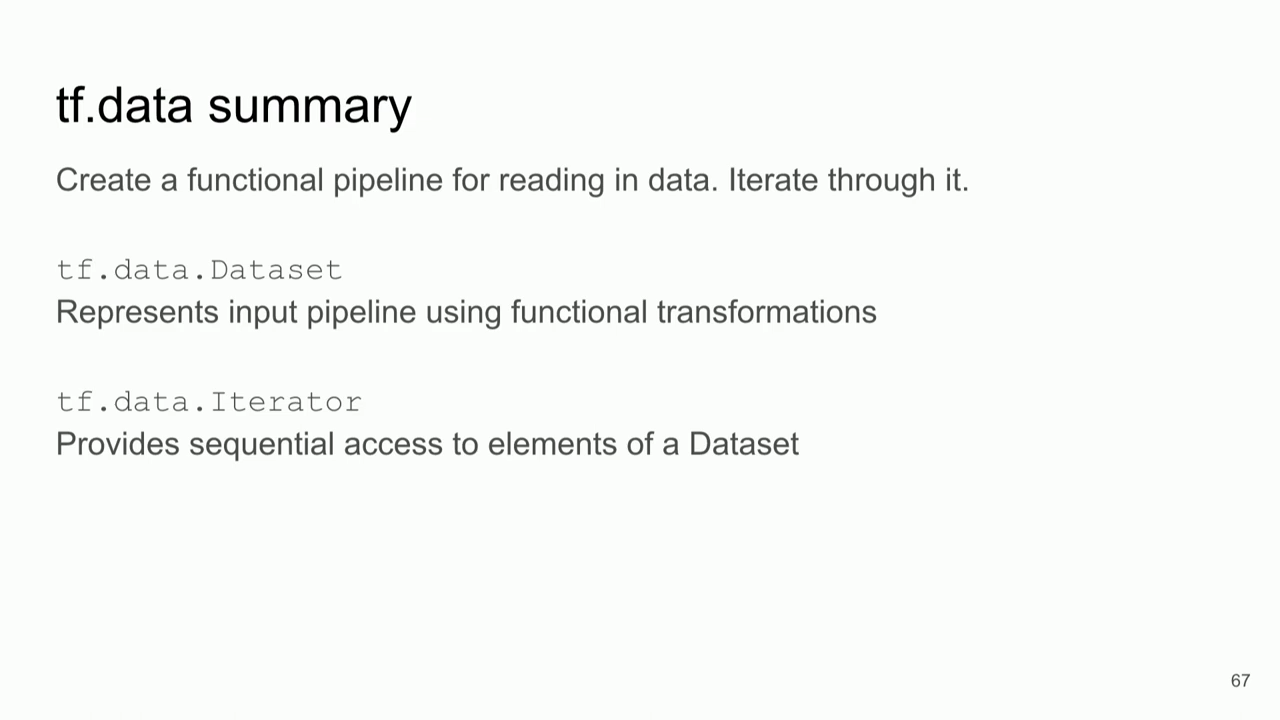 tf.data summary
Create a functional pipeline for reading in data. Iterate through it.
tf.data.Dataset
Represents input pipeline using functional transformations
tf.data.Iterator
Provides sequential access to elements of a Dataset
67